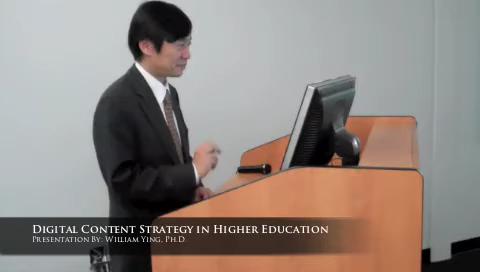 Digital Content Strategy in Higher Education
Presentation By: William Ying, Ph.D.